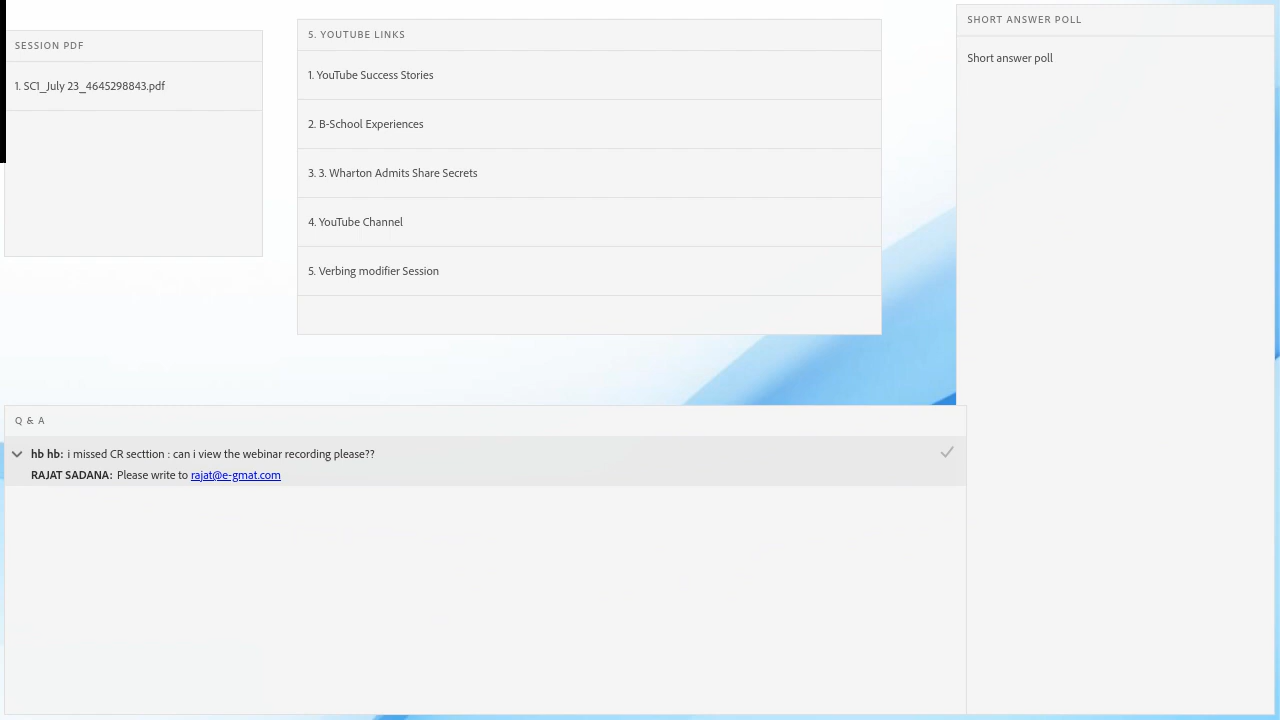 SESSION PDF
1. SC1_July 23_4645298843.pdf
5. YOUTUBE LINKS
1. YouTube Success Stories
2. B-School Experiences
3. 3. Wharton Admits Share Secrets
4. YouTube Channel
5. Verbing modifier Session
SHORT ANSWER POLL
Short answer poll
Q & A
hb hb: i missed CR secttion : can i view the webinar recording please??
RAJAT SADANA: Please write to rajat@e-gmat.com